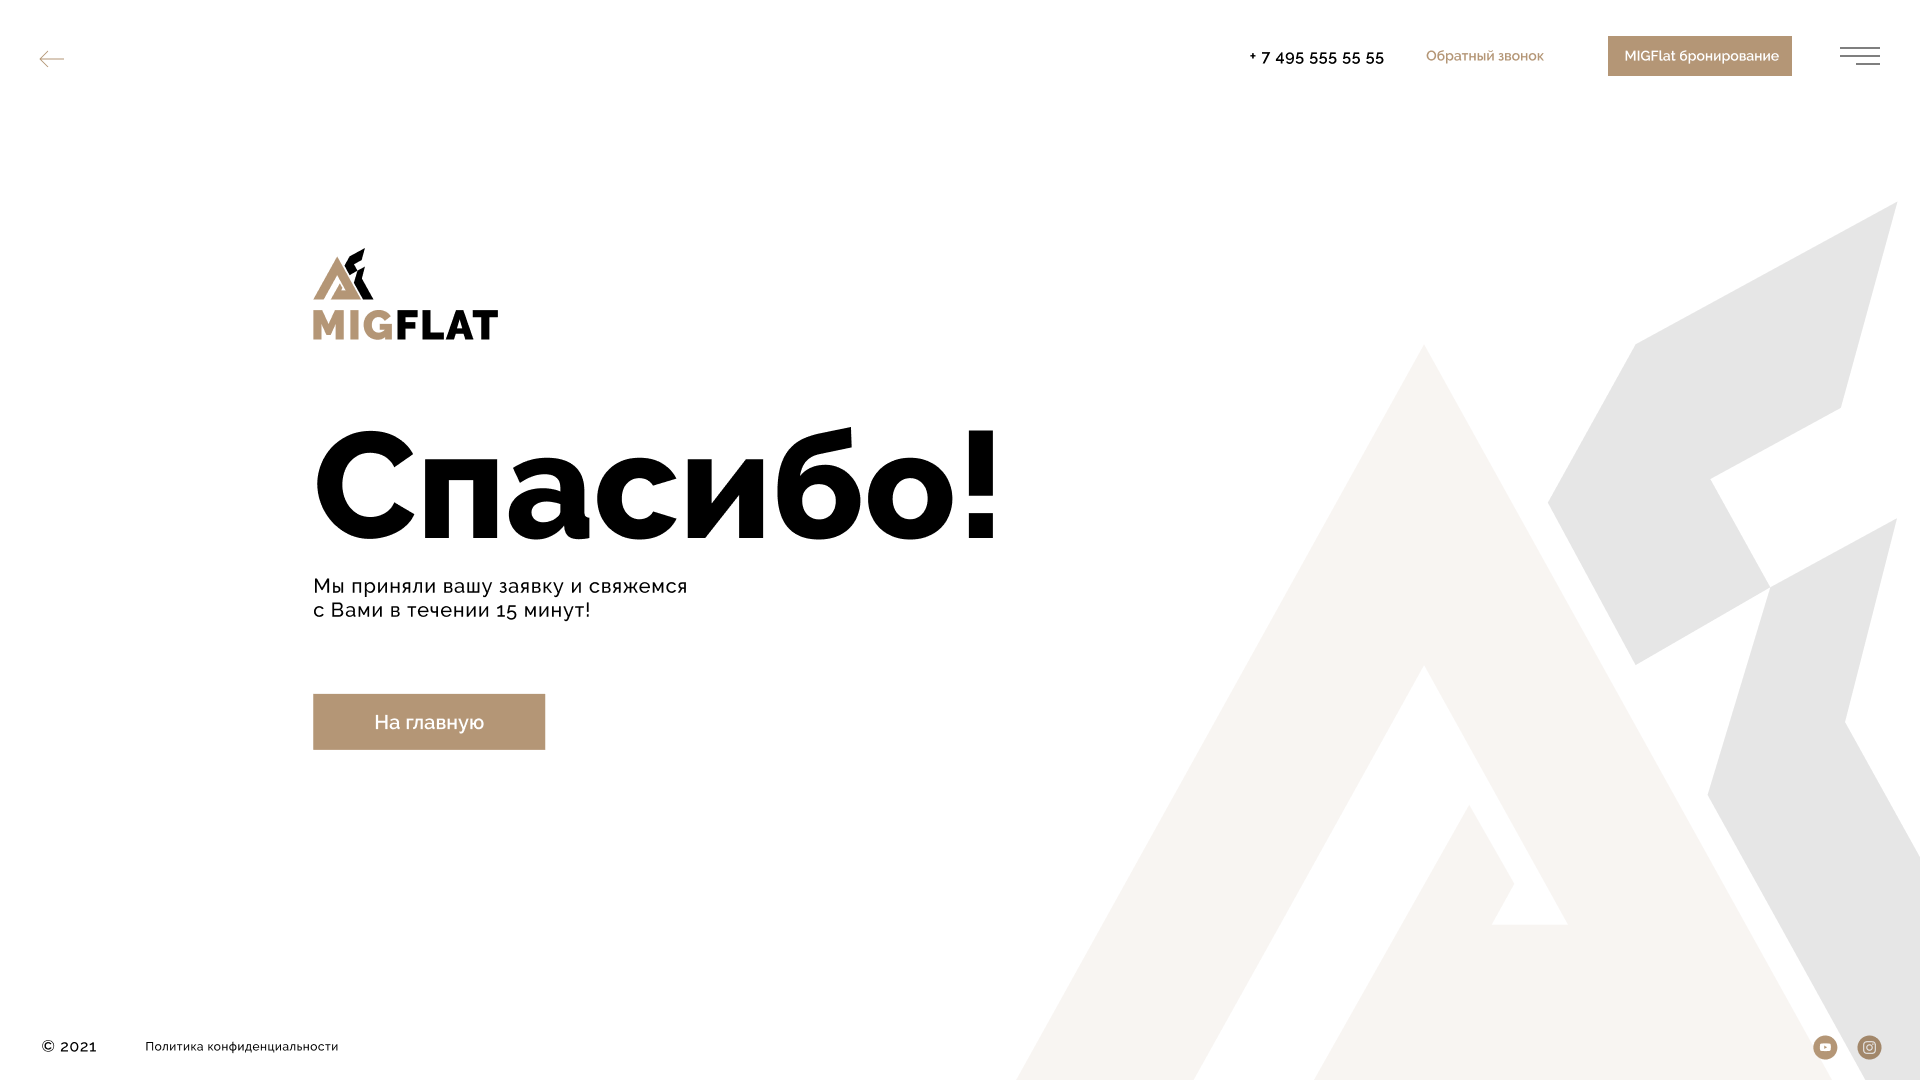 + 7 495 555 55 55
Обратный звонок
MIGFlat бронирование
MIGFLAT
Спасибо!
Мы приняли вашу заявку и свяжемся
с Вами в течении 15 минут!
На главную
© 2021
Политика конфиденциальности